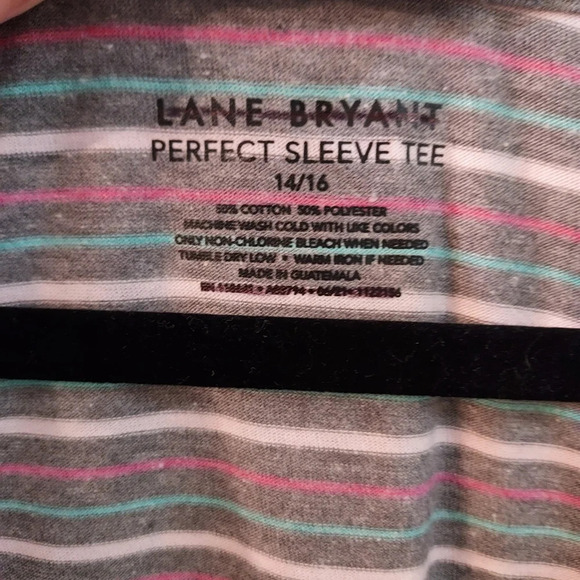 LANE BRYANT
PERFECT SLEEVE TEE
14/16
50% COTTON 50% POLYESTER
MACHINE WASH COLD WITH LIKE COLORS
ONLY NON-CHLORINE BLEACH WHEN NEEDED
TUMBLE DRY LOW • WARM IRON IF NEEDED
MADE IN GUATEMALA